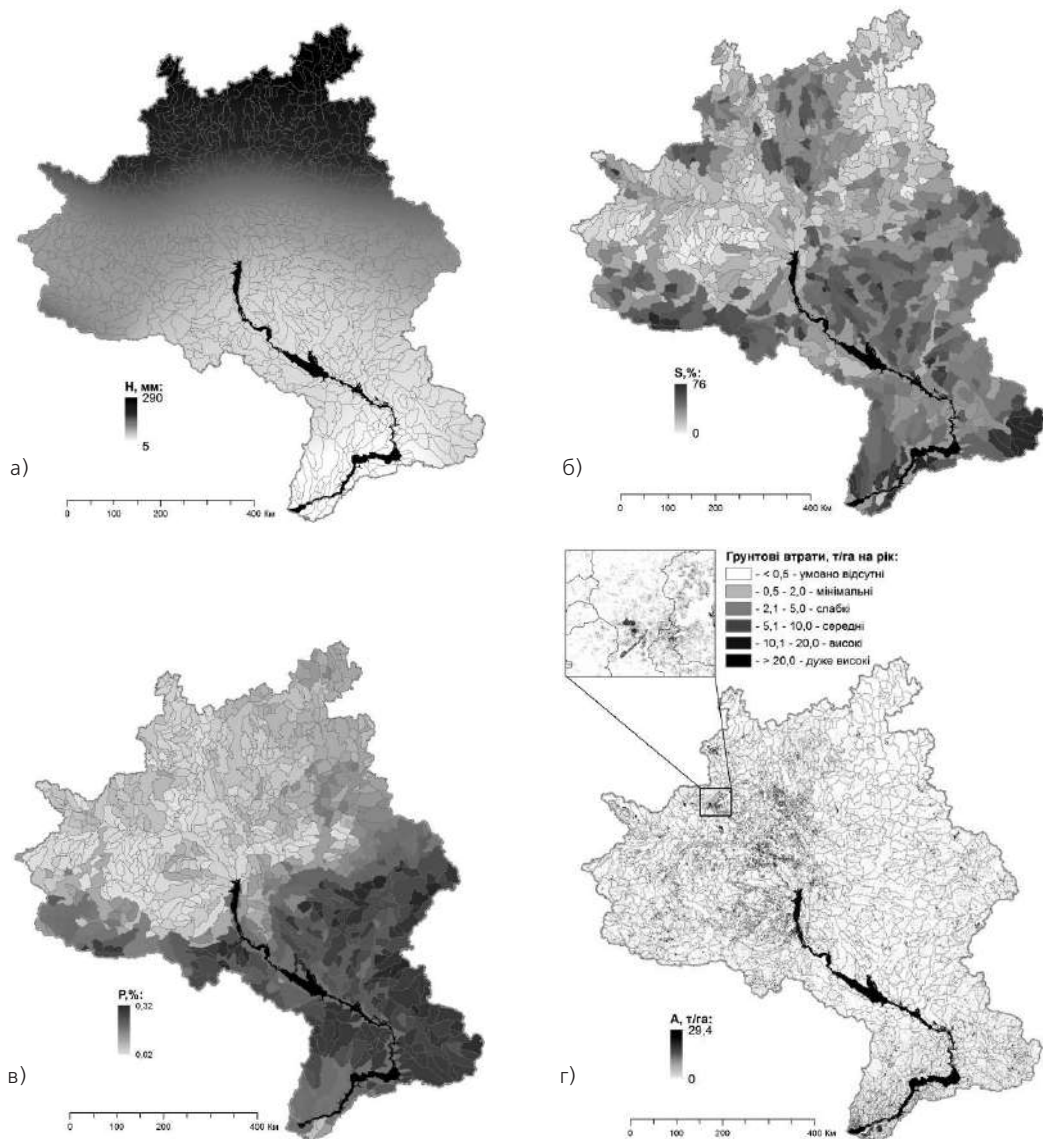 Н, мм:
290
5
а)
0 100 200 400 Км
S,%:
76
0
б)
0 100 200 400 Км
Р,%:
0,32
0,02
в)
0 100 200 400 Км
Грунтові втрати, т/га на рік:
- < 0,5 - умовно відсутні
- 0,5 - 2,0 - мінімальні
- 2,1 - 5,0 - слабкі
- 5,1 - 10,0 - середні
- 10,1 - 20,0 - високі
- > 20,0 - дуже високі
А, т/га:
29,4
0
г)
0 100 200 400 Км